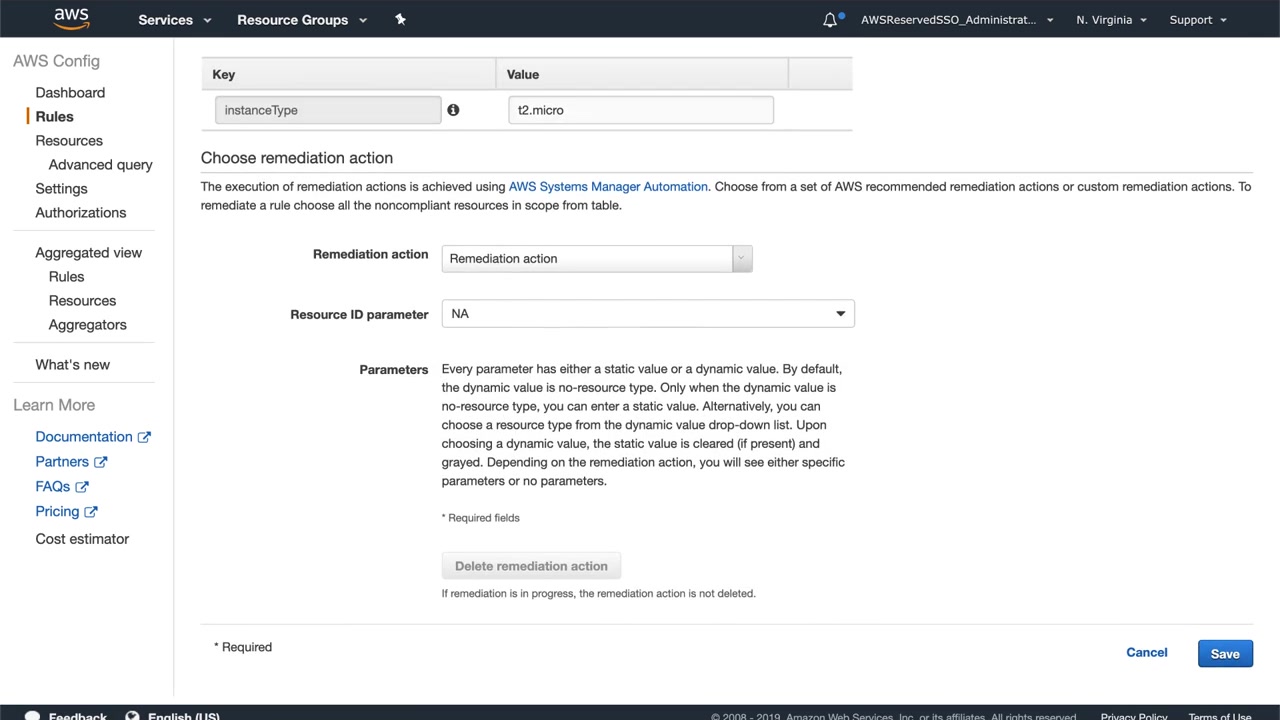 aws
Services
Resource Groups
AWSReservedSSO_Administrat...
N. Virginia
Support
AWS Config
Dashboard
Rules
Resources
Advanced query
Settings
Authorizations
Aggregated view
Rules
Resources
Aggregators
What's new
Learn More
Documentation
Partners
FAQs
Pricing
Cost estimator
Key Value
instanceType t2.micro
Choose remediation action
The execution of remediation actions is achieved using AWS Systems Manager Automation. Choose from a set of AWS recommended remediation actions or custom remediation actions. To
remediate a rule choose all the noncompliant resources in scope from table.
Remediation action Remediation action
Resource ID parameter NA
Parameters Every parameter has either a static value or a dynamic value. By default,
the dynamic value is no-resource type. Only when the dynamic value is
no-resource type, you can enter a static value. Alternatively, you can
choose a resource type from the dynamic value drop-down list. Upon
choosing a dynamic value, the static value is cleared (if present) and
grayed. Depending on the remediation action, you will see either specific
parameters or no parameters.
* Required fields
Delete remediation action
If remediation is in progress, the remediation action is not deleted.
* Required
Cancel
Save
Feedback English (US) © 2008 - 2019, Amazon Web Services, Inc. or its affiliates. All rights reserved. Privacy Policy Terms of Use